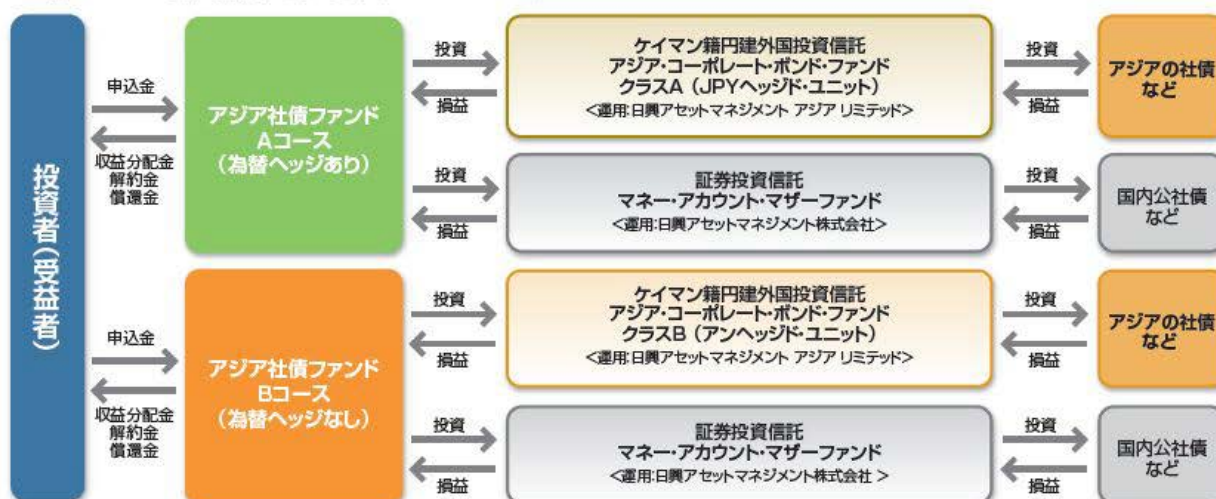 投資者(受益者)
申込金
収益分配金
解約金
償還金
アジア社債ファンド
Aコース
(為替ヘッジあり)
投資
損益
ケイマン籍円建外国投資信託
アジア・コーポレート・ボンド・ファンド
クラスA(JPYヘッジド・ユニット)
<運用:日興アセットマネジメント アジア リミテッド>
投資
損益
アジアの社債
など
投資
損益
証券投資信託
マネー・アカウント・マザーファンド
<運用:日興アセットマネジメント株式会社>
投資
損益
国内公社債
など
申込金
収益分配金
解約金
償還金
アジア社債ファンド
Bコース
(為替ヘッジなし)
投資
損益
ケイマン籍円建外国投資信託
アジア・コーポレート・ボンド・ファンド
クラスB(アンヘッジド・ユニット)
<運用:日興アセットマネジメント アジア リミテッド>
投資
損益
アジアの社債
など
投資
損益
証券投資信託
マネー・アカウント・マザーファンド
<運用:日興アセットマネジメント株式会社 >
投資
損益
国内公社債
など